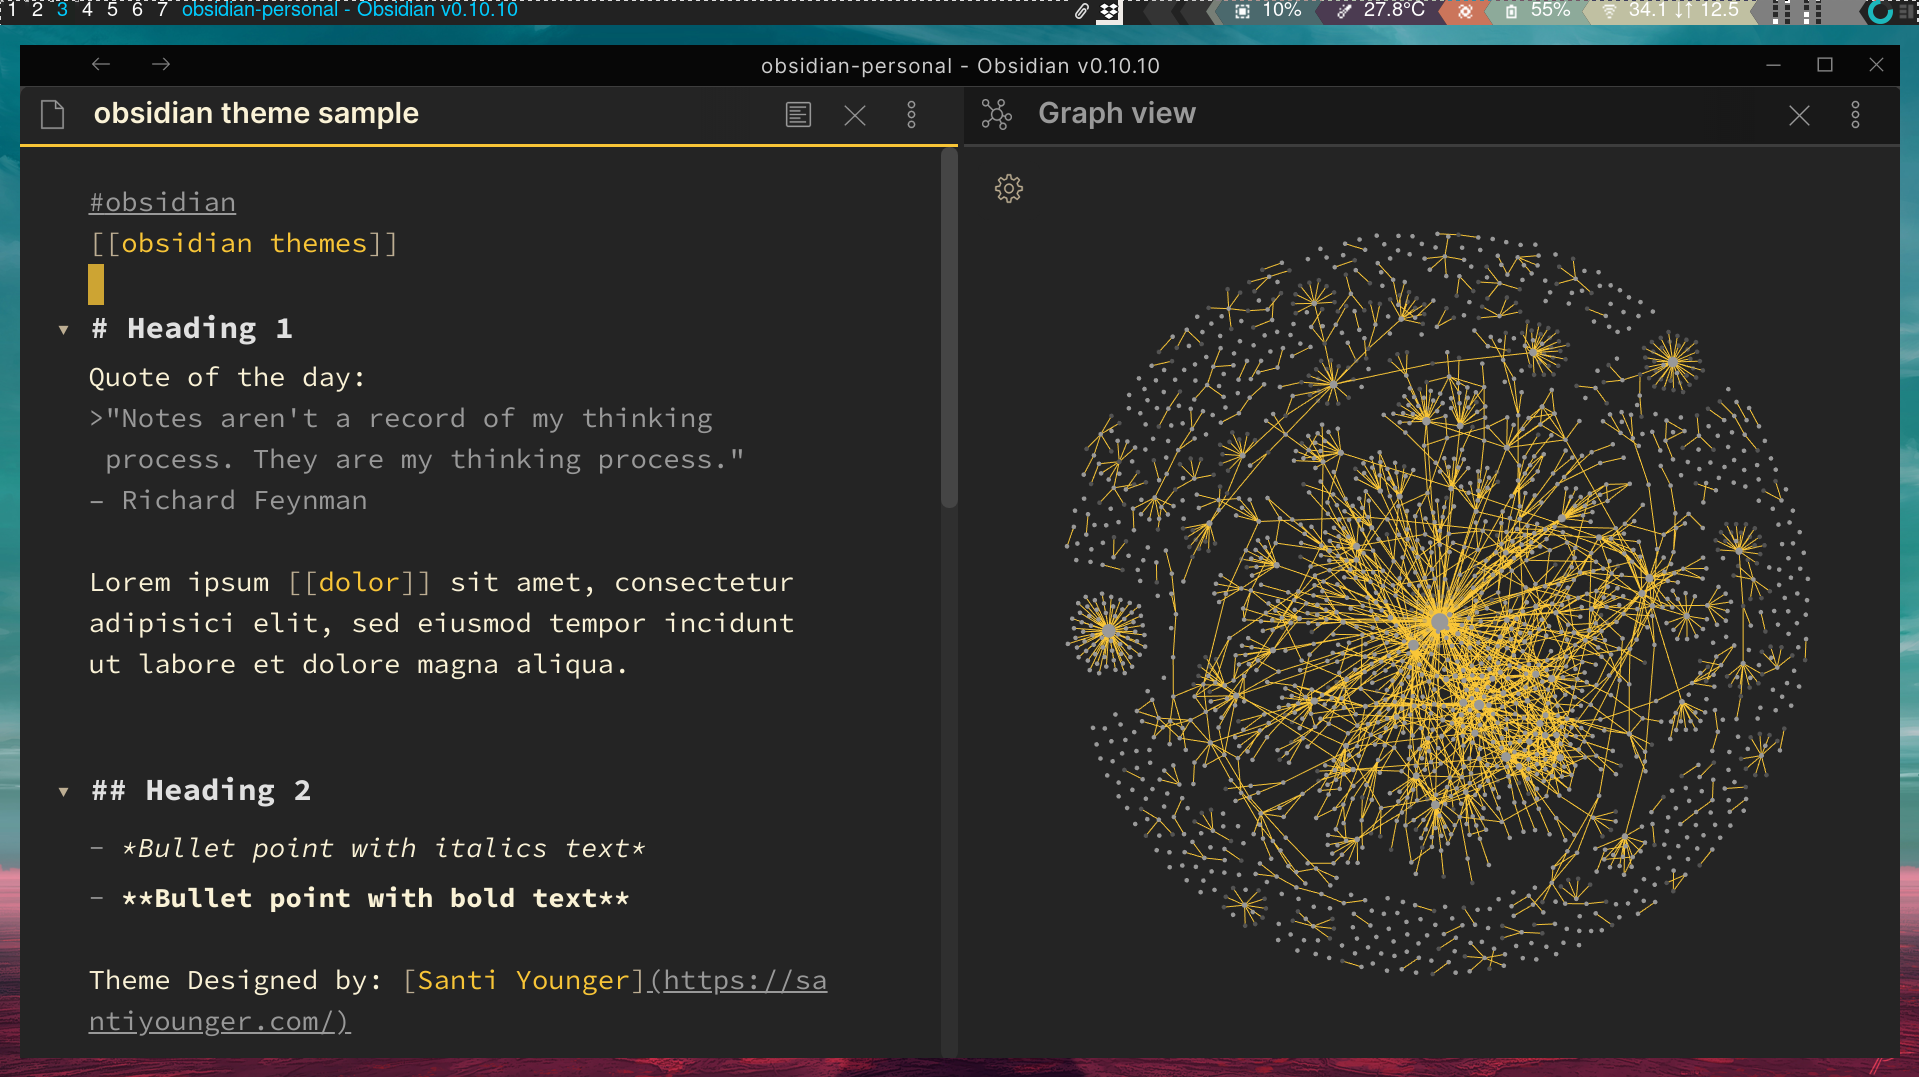 1 2 3 4 5 6 7 obsidian-personal - Obsidian v0.10.10
10% 27.8°C 55% 34.1 ↓↑ 12.5
obsidian-personal - Obsidian v0.10.10
obsidian theme sample
Graph view
#obsidian
[[obsidian themes]]
# Heading 1
Quote of the day:
>"Notes aren't a record of my thinking
process. They are my thinking process."
– Richard Feynman
Lorem ipsum [[dolor]] sit amet, consectetur
adipisici elit, sed eiusmod tempor incidunt
ut labore et dolore magna aliqua.
## Heading 2
- *Bullet point with italics text*
- **Bullet point with bold text**
Theme Designed by: [Santi Younger](https://sa
ntiyounger.com/)